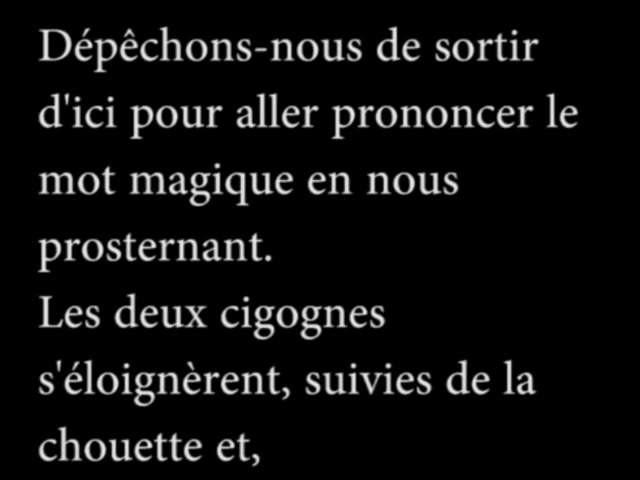 Dépêchons-nous de sortir
d'ici pour aller prononcer le
mot magique en nous
prosternant.
Les deux cigognes
s'éloignèrent, suivies de la
chouette et,